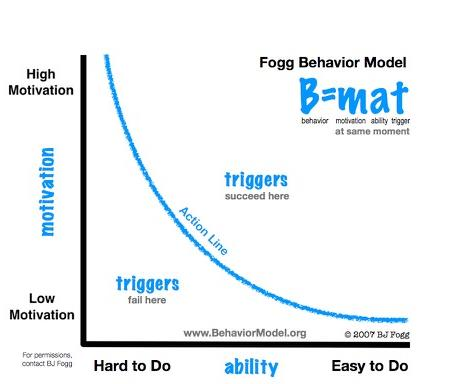 Fogg Behavior Model
B=mat
behavior motivation ability trigger
at same moment
High
Motivation
motivation
triggers
succeed here
Action Line
triggers
fail here
Low
Motivation
www.BehaviorModel.org
© 2007 BJ Fogg
For permissions,
contact BJ Fogg
Hard to Do
ability
Easy to Do